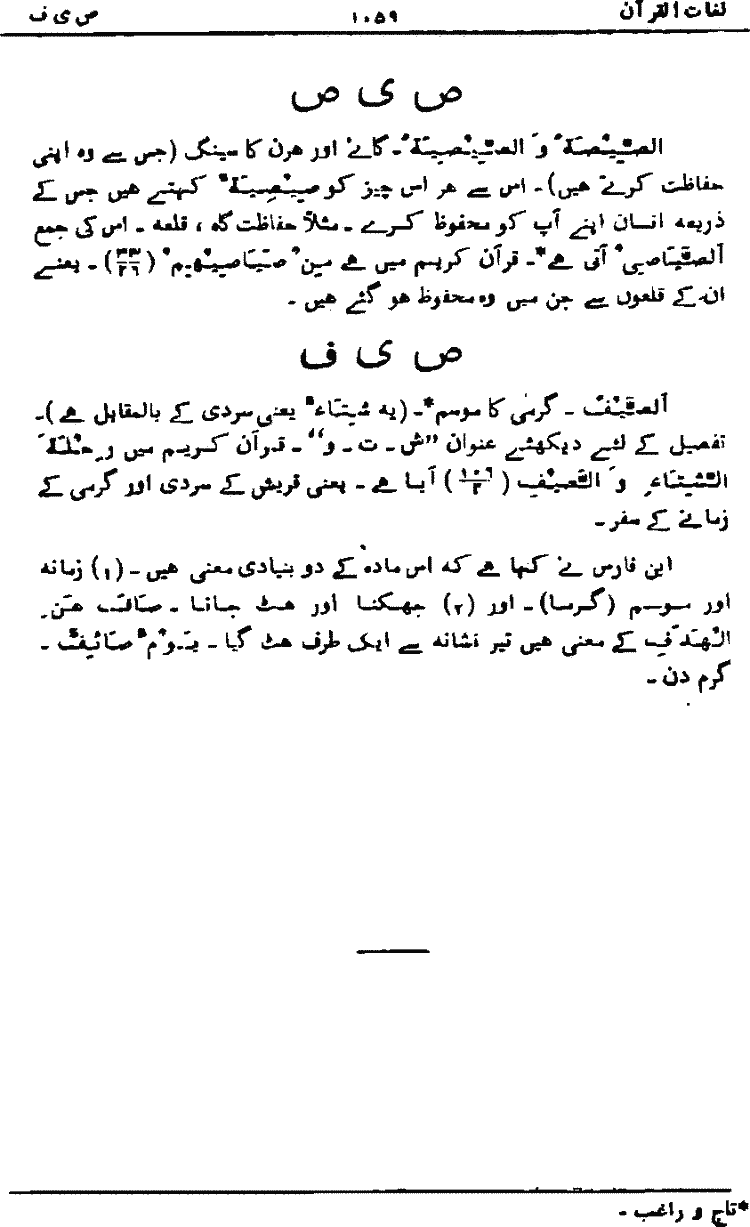 لغات القرآن ۱۰۵۹ ص ی ف
ص ی ص
الصِّيْصَةُ وَ الصِّيْصِيَةُ ـ گائے اور ہرن کا سینگ (جس سے وہ اپنی
حفاظت کرتے ہیں) ـ اس سے ہر اس چیز کو صِيْصِيَةٌ کہتے ہیں جس کے
ذریعہ انسان اپنے آپ کو محفوظ کرے ـ مثلاً حفاظت گاہ ، قلعہ ـ اس کی جمع
اَلصَّيَاصِيْ آتی ہے* ـ قرآن کریم میں ہے مِنْ صَيَاصِيْهِمْ (۳۳/۲۶) ـ یعنے
ان کے قلعوں سے جن میں وہ محفوظ ہو گئے ہیں ـ
ص ی ف
اَلصَّيْفُ ـ گرمی کا موسم* ـ (یہ شِتَاءٌ یعنی سردی کے بالمقابل ہے) ـ
تفصیل کے لئے دیکھئے عنوان ”ش ـ ت ـ و“ ـ قرآن کریم میں رِحْلَةَ
الشِّتَاءِ وَ الصَّيْفِ (۱۰۶/۲) آیا ہے ـ یعنی قریش کے سردی اور گرمی کے
زمانے کے سفر ـ
ابن فارس نے کہا ہے کہ اس مادہ کے دو بنیادی معنی ہیں ـ (۱) زمانہ
اور موسم (گرما) ـ اور (۲) جھکنا اور ہٹ جانا ـ صَافَ عَنِ
الْهَدَفِ کے معنی ہیں تیر نشانہ سے ایک طرف ہٹ گیا ـ يَوْمٌ صَائِفٌ ـ
گرم دن ـ
*تاج و راغب ـ